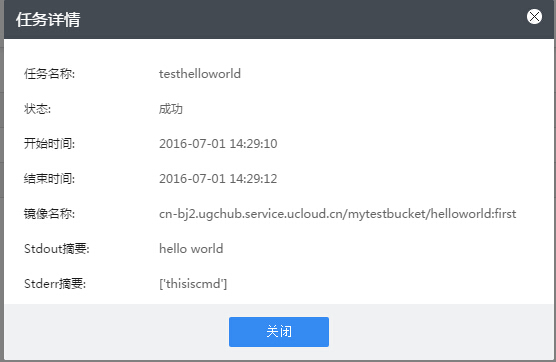 任务详情
任务名称: testhelloworld
状态: 成功
开始时间: 2016-07-01 14:29:10
结束时间: 2016-07-01 14:29:12
镜像名称: cn-bj2.ugchub.service.ucloud.cn/mytestbucket/helloworld:first
Stdout摘要: hello world
Stderr摘要: ['thisiscmd']
关闭